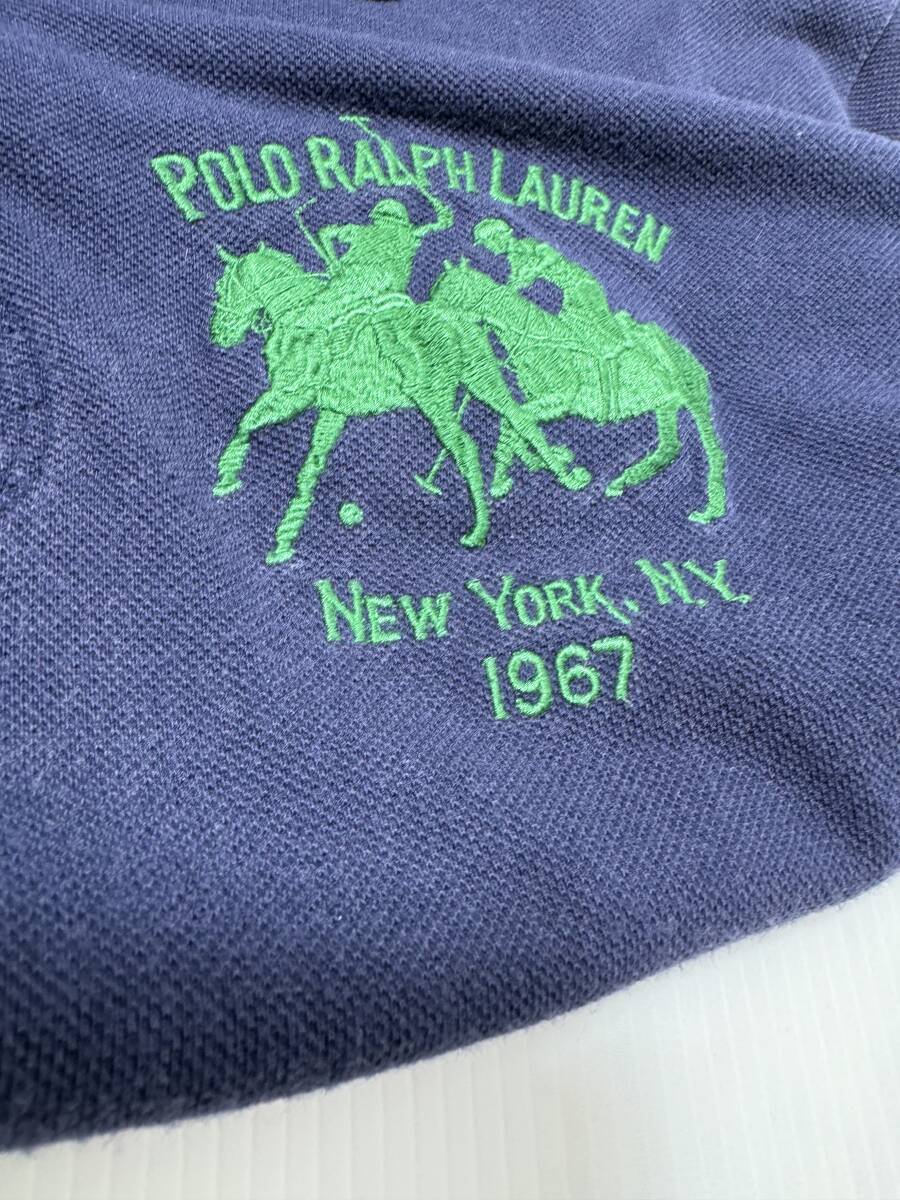 POLO RALPH LAUREN
NEW YORK, N.Y.
1967